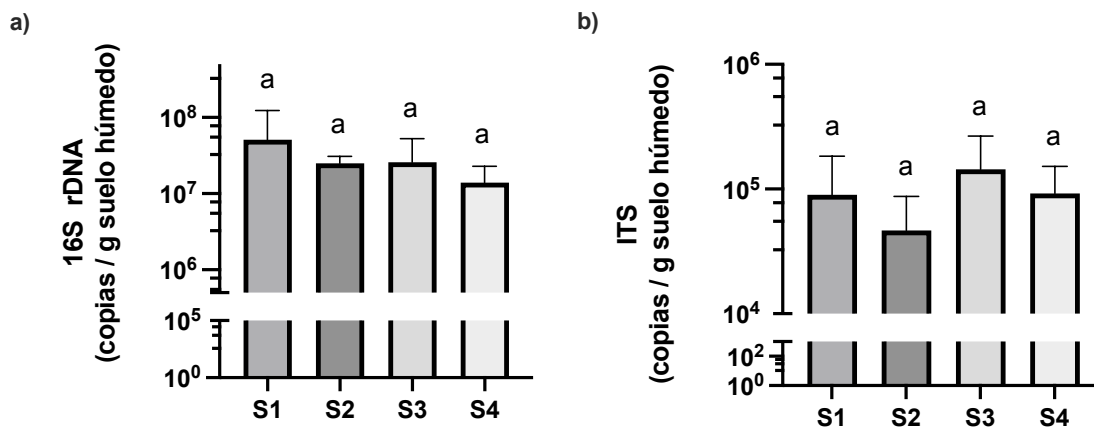 a)
16S rDNA
(copias / g suelo húmedo)
10^8
10^7
10^6
10^5
10^0
a
a
a
a
S1 S2 S3 S4
b)
ITS
(copias / g suelo húmedo)
10^6
10^5
10^4
10^2
10^0
a
a
a
a
S1 S2 S3 S4